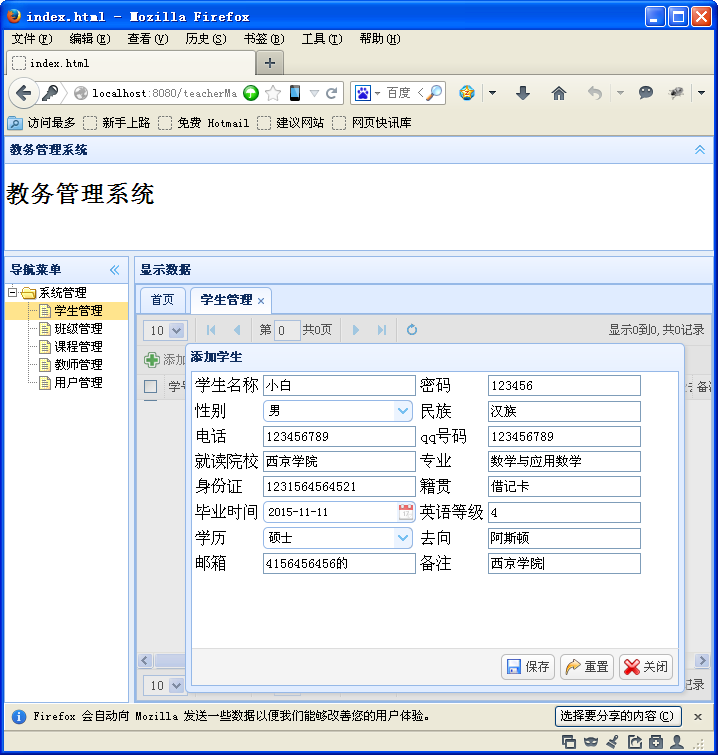 index.html - Mozilla Firefox
文件(F) 编辑(E) 查看(V) 历史(S) 书签(B) 工具(T) 帮助(H)
index.html
localhost:8080/teacherMa 百度
访问最多 新手上路 免费 Hotmail 建议网站 网页快讯库
教务管理系统
教务管理系统
导航菜单 显示数据
系统管理
学生管理
班级管理
课程管理
教师管理
用户管理
首页 学生管理
10 第 0 共0页 显示0到0, 共0记录
添加
添加学生
学生名称 小白 密码 123456
性别 男 民族 汉族
电话 123456789 qq号码 123456789
就读院校 西京学院 专业 数学与应用数学
身份证 1231564564521 籍贯 借记卡
毕业时间 2015-11-11 英语等级 4
学历 硕士 去向 阿斯顿
邮箱 4156456456的 备注 西京学院
保存 重置 关闭
10 记录
Firefox 会自动向 Mozilla 发送一些数据以便我们能够改善您的用户体验。 选择要分享的内容(C)